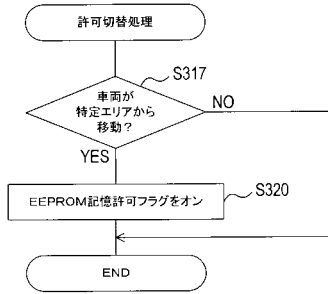 許可切替処理
S317
車両が
特定エリアから
移動？
NO
YES
S320
EEPROM記憶許可フラグをオン
END